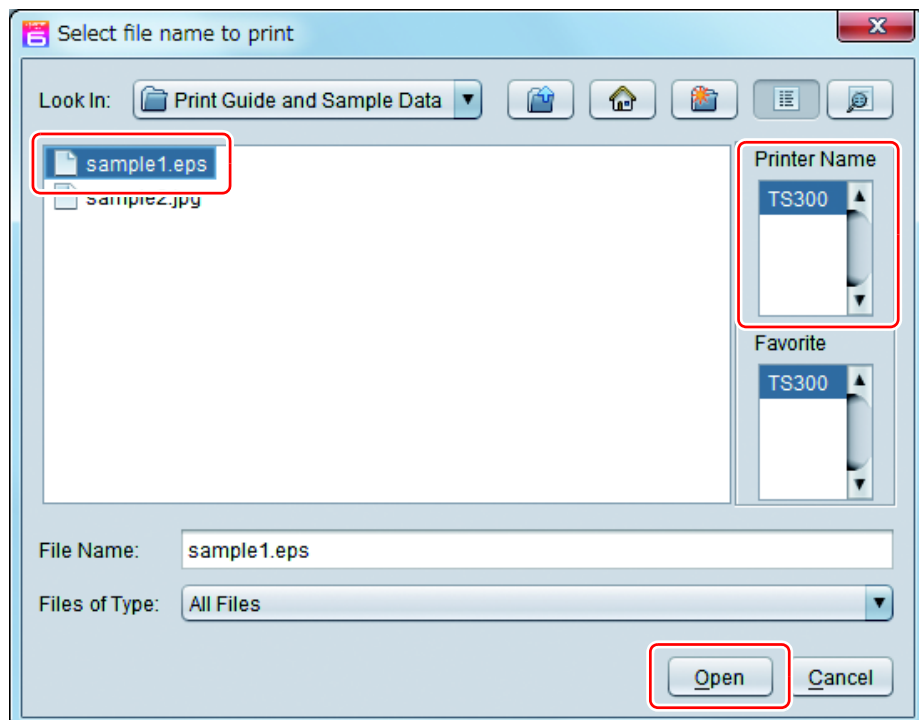 Select file name to print
Look In: Print Guide and Sample Data
sample1.eps
sample2.jpg
Printer Name
TS300
Favorite
TS300
File Name: sample1.eps
Files of Type: All Files
Open Cancel